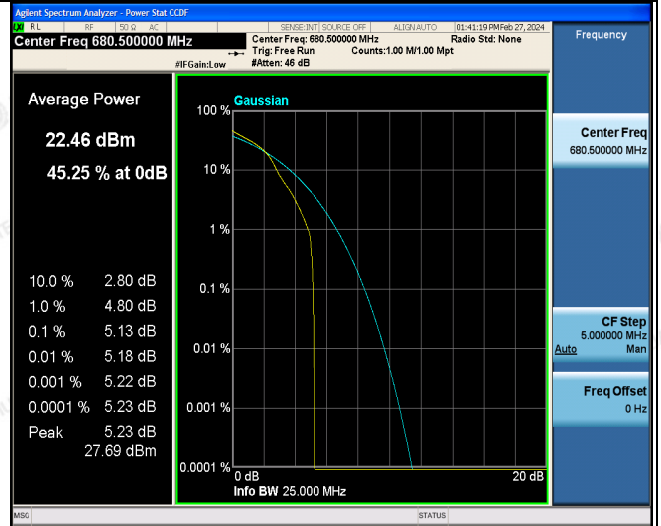 Agilent Spectrum Analyzer - Power Stat CCDF
LXI RL RF 50 Ω AC SENSE:INT SOURCE OFF ALIGNAUTO 01:41:19 PM Feb 27, 2024
Center Freq 680.500000 MHz
Center Freq: 680.500000 MHz Radio Std: None
Trig: Free Run Counts:1.00 M/1.00 Mpt
#IFGain:Low #Atten: 46 dB
Frequency
Average Power
22.46 dBm
45.25 % at 0dB
10.0 % 2.80 dB
1.0 % 4.80 dB
0.1 % 5.13 dB
0.01 % 5.18 dB
0.001 % 5.22 dB
0.0001 % 5.23 dB
Peak 5.23 dB
27.69 dBm
Gaussian
100 %
10 %
1 %
0.1 %
0.01 %
0.001 %
0.0001 %
0 dB 20 dB
Info BW 25.000 MHz
Center Freq
680.500000 MHz
CF Step
5.000000 MHz
Auto Man
Freq Offset
0 Hz
MSG STATUS